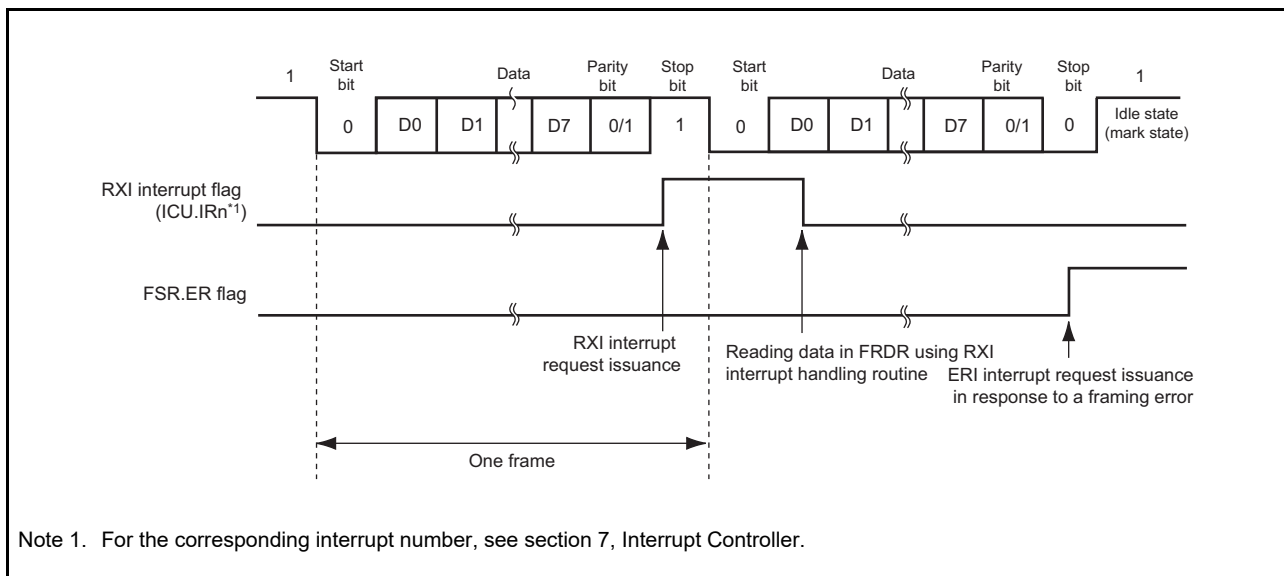 1 Start bit Data Parity bit Stop bit Start bit Data Parity bit Stop bit 1
0 D0 D1 D7 0/1 1 0 D0 D1 D7 0/1 0 Idle state (mark state)
RXI interrupt flag
(ICU.IRn*1)
FSR.ER flag
RXI interrupt
request issuance
Reading data in FRDR using RXI
interrupt handling routine
ERI interrupt request issuance
in response to a framing error
One frame
Note 1. For the corresponding interrupt number, see section 7, Interrupt Controller.